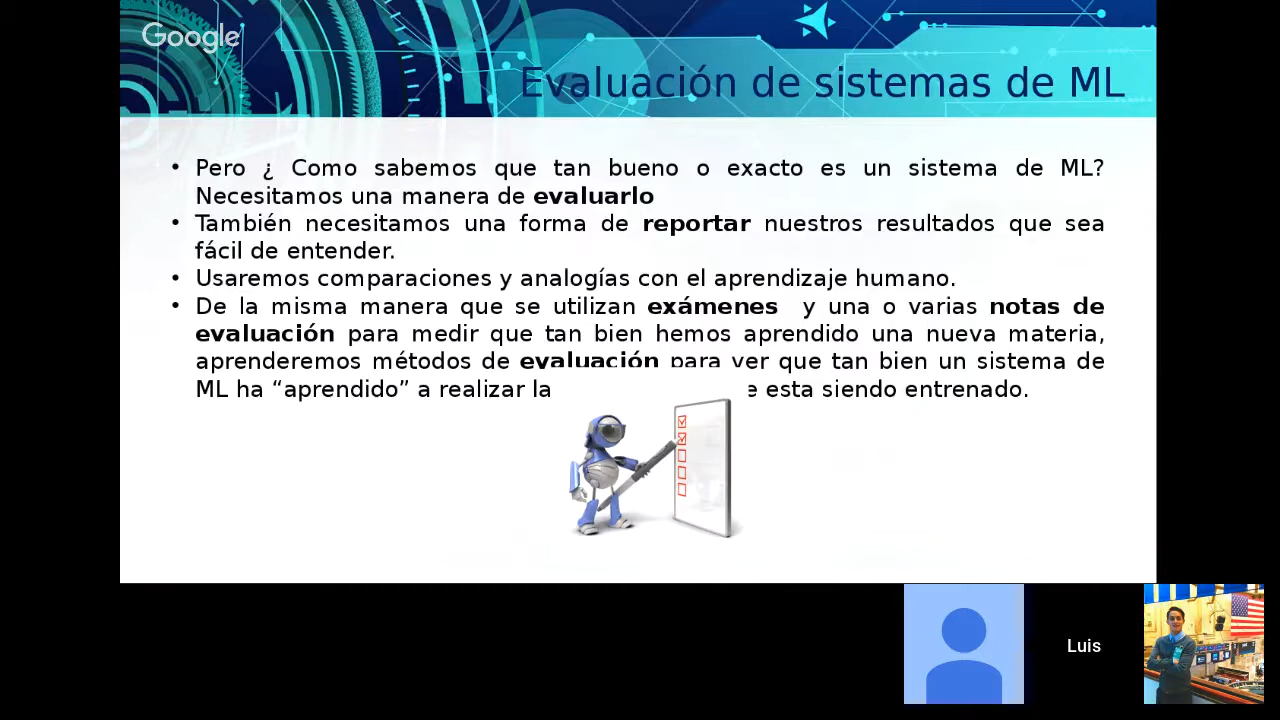 Google
Evaluación de sistemas de ML
• Pero ¿ Como sabemos que tan bueno o exacto es un sistema de ML?
Necesitamos una manera de evaluarlo
• También necesitamos una forma de reportar nuestros resultados que sea
fácil de entender.
• Usaremos comparaciones y analogías con el aprendizaje humano.
• De la misma manera que se utilizan exámenes y una o varias notas de
evaluación para medir que tan bien hemos aprendido una nueva materia,
aprenderemos métodos de evaluación para ver que tan bien un sistema de
ML ha “aprendido” a realizar la e esta siendo entrenado.
Luis